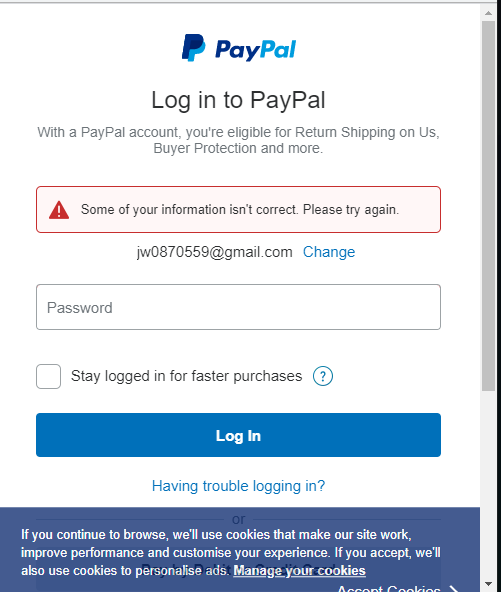 PayPal
Log in to PayPal
With a PayPal account, you're eligible for Return Shipping on Us,
Buyer Protection and more.
Some of your information isn't correct. Please try again.
jw0870559@gmail.com Change
Password
Stay logged in for faster purchases ?
Log In
Having trouble logging in?
or
If you continue to browse, we'll use cookies that make our site work,
improve performance and customise your experience. If you accept, we'll
also use cookies to personalise ads. Manage your cookies
Accept Cookies